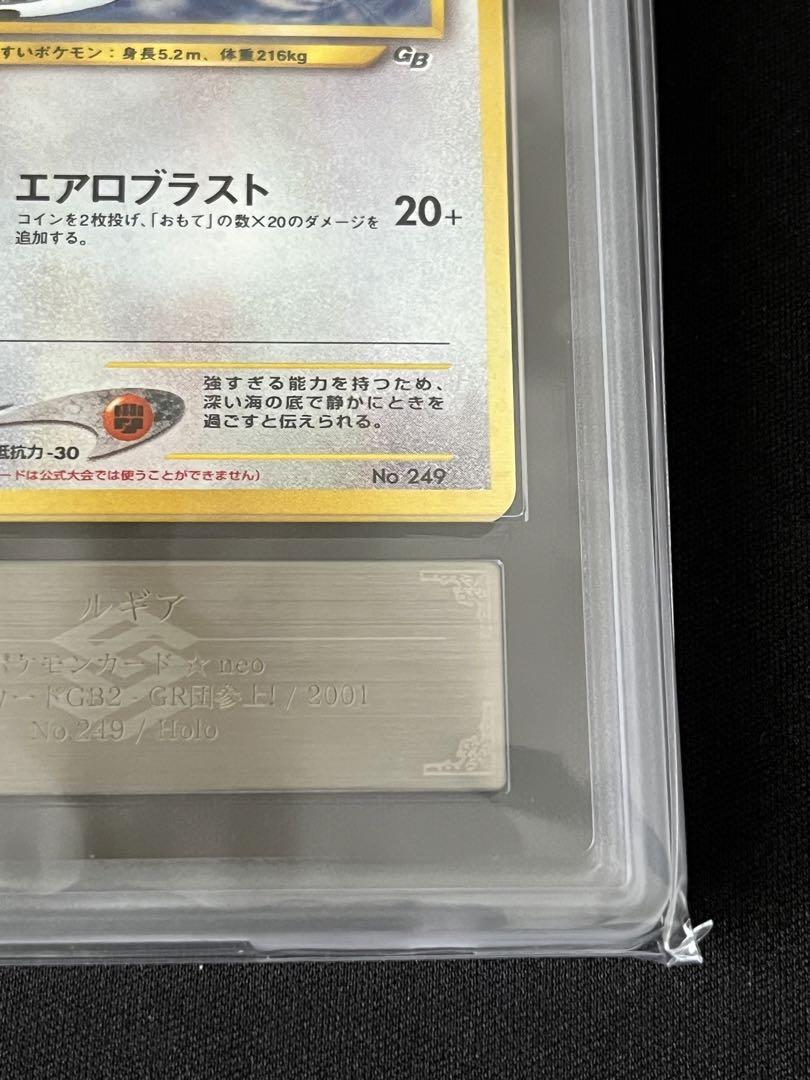 すいポケモン：身長5.2m、体重216kg
GB
エアロブラスト
コインを2枚投げ、「おもて」の数×20のダメージを
追加する。
20+
強すぎる能力を持つため、
深い海の底で静かにときを
過ごすと伝えられる。
抵抗力-30
ードは公式大会では使うことができません）
No 249
ルギア
ポケモンカード ☆ neo
ードGB2 - GR団参上! / 2001
No.249 / Holo